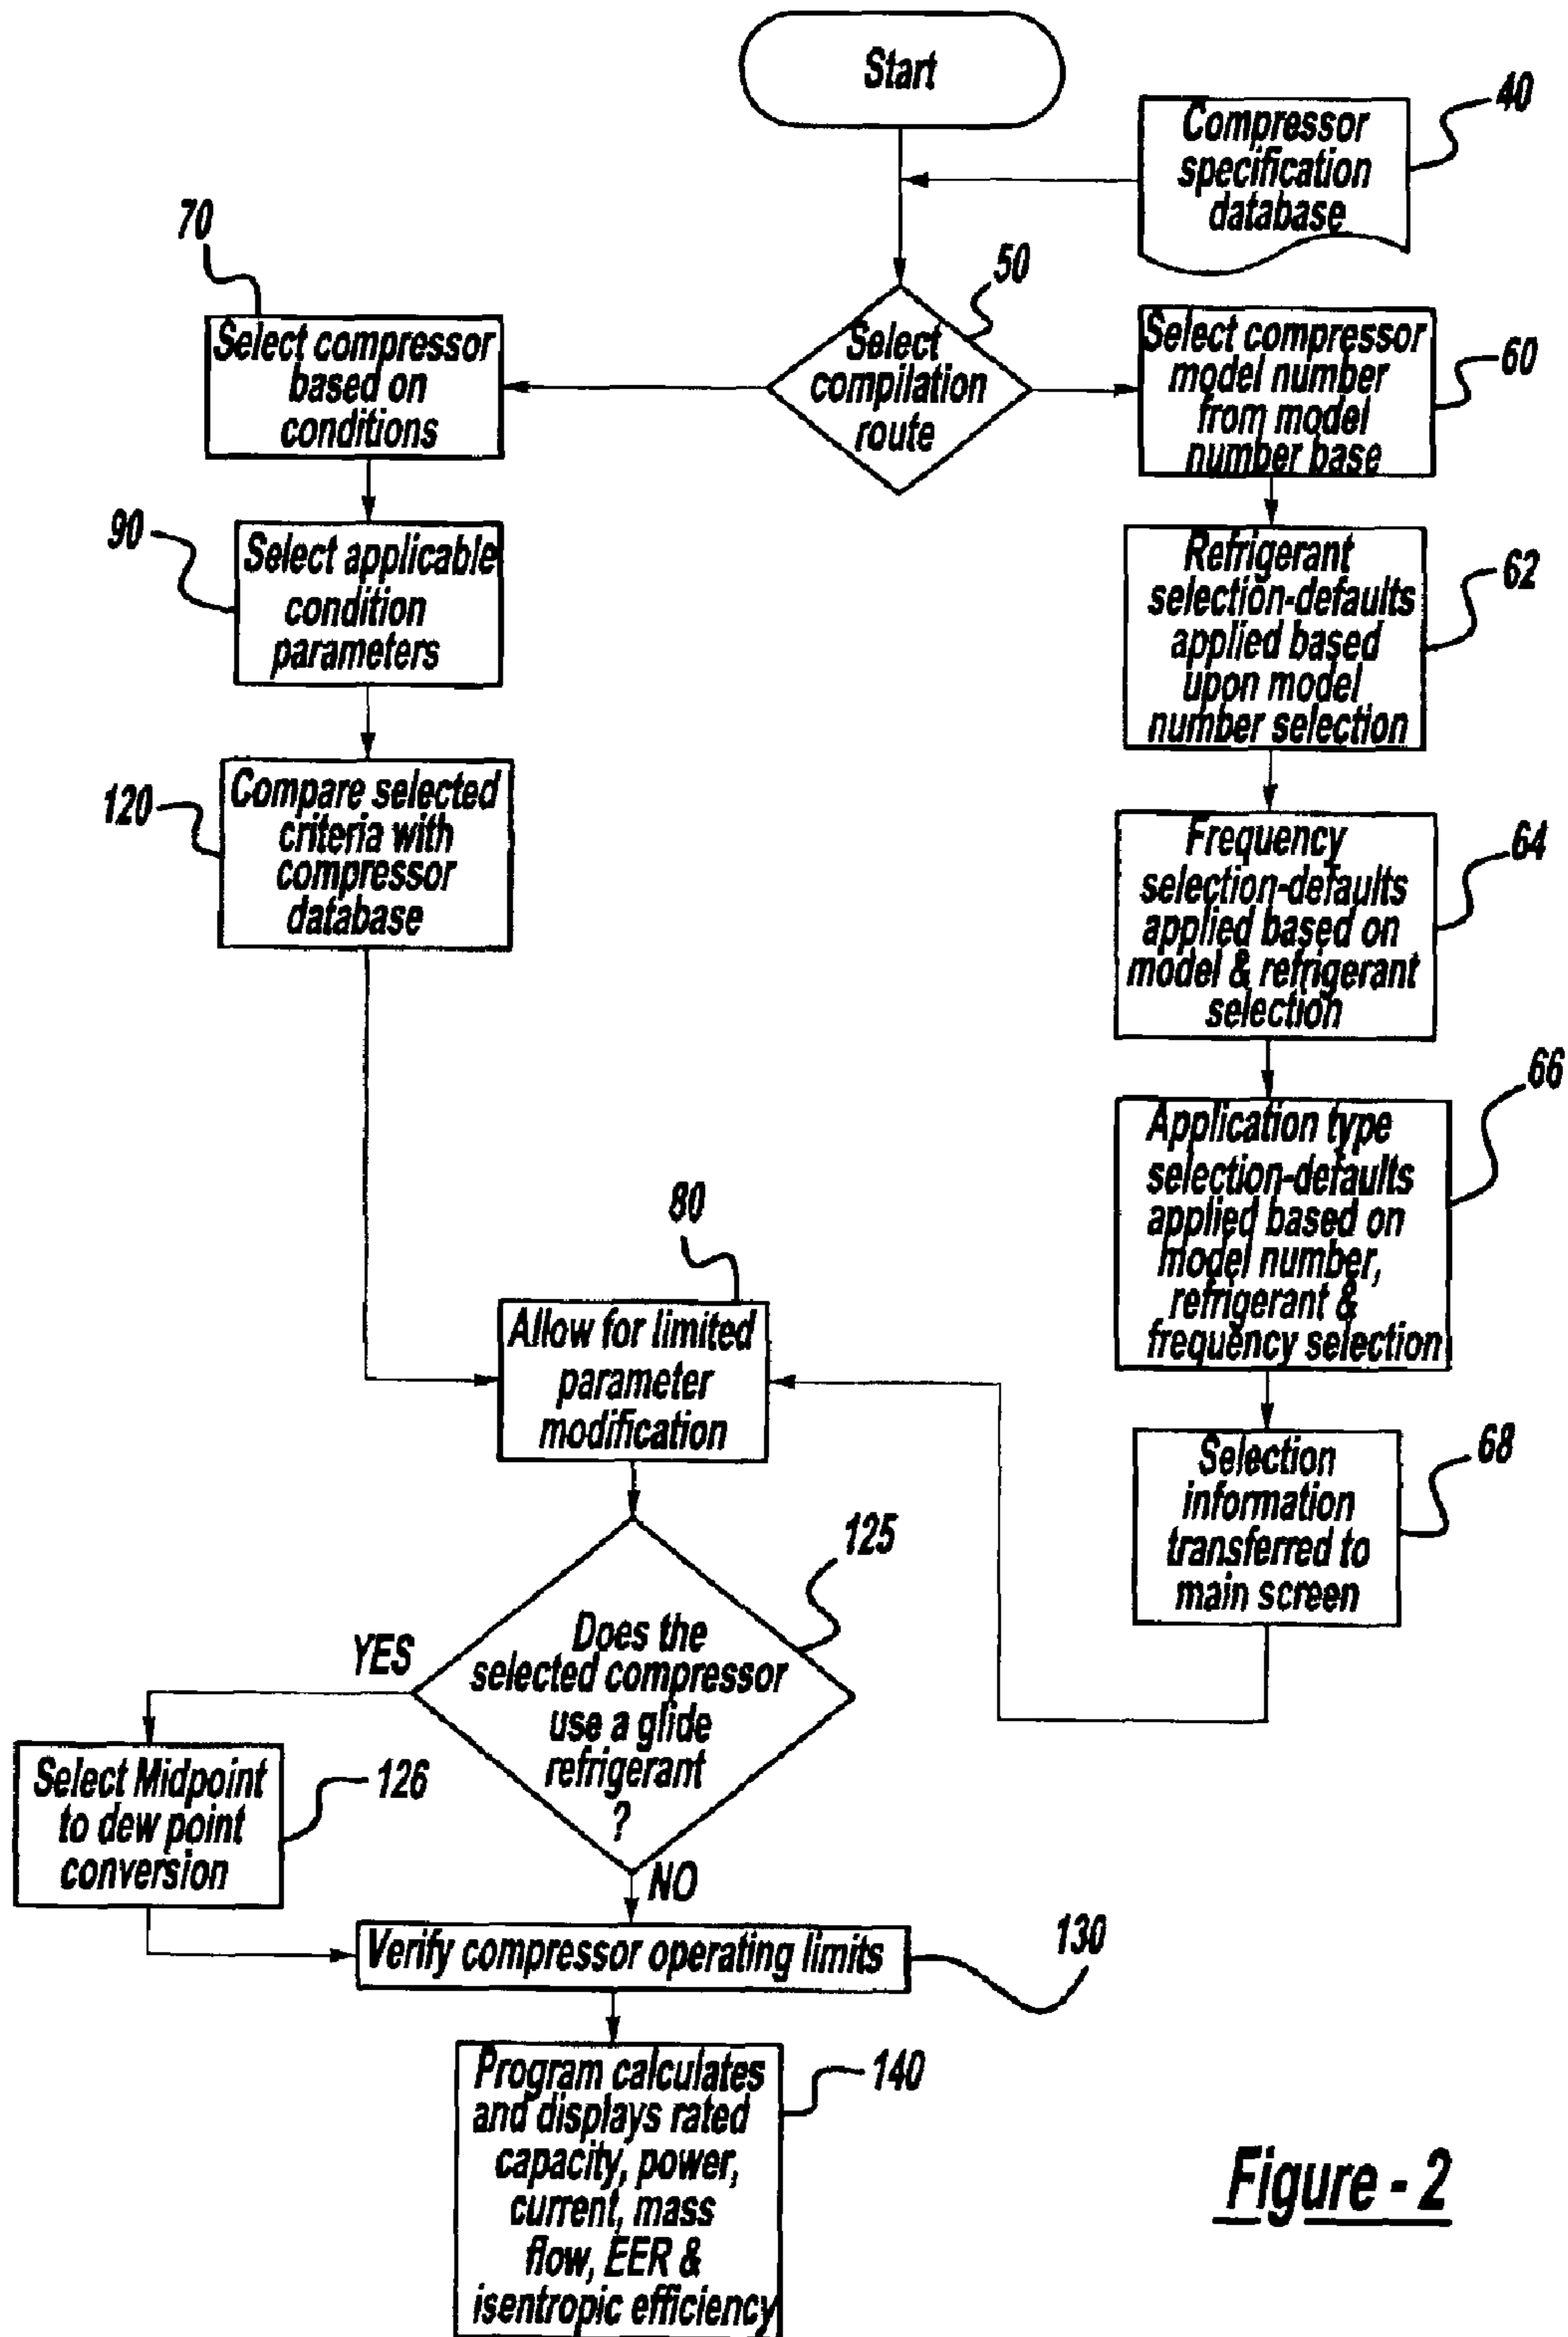 Start
40
Compressor
specification
database
50
Select
compilation
route
70
Select compressor
based on
conditions
60
Select compressor
model number
from model
number base
90
Select applicable
condition
parameters
62
Refrigerant
selection-defaults
applied based
upon model
number selection
120
Compare selected
criteria with
compressor
database
64
Frequency
selection-defaults
applied based on
model & refrigerant
selection
66
Application type
selection-defaults
applied based on
model number,
refrigerant &
frequency selection
80
Allow for limited
parameter
modification
68
Selection
information
transferred to
main screen
125
Does the
selected compressor
use a glide
refrigerant
?
YES
NO
126
Select Midpoint
to dew point
conversion
130
Verify compressor operating limits
140
Program calculates
and displays rated
capacity, power,
current, mass
flow, EER &
isentropic efficiency
Figure - 2